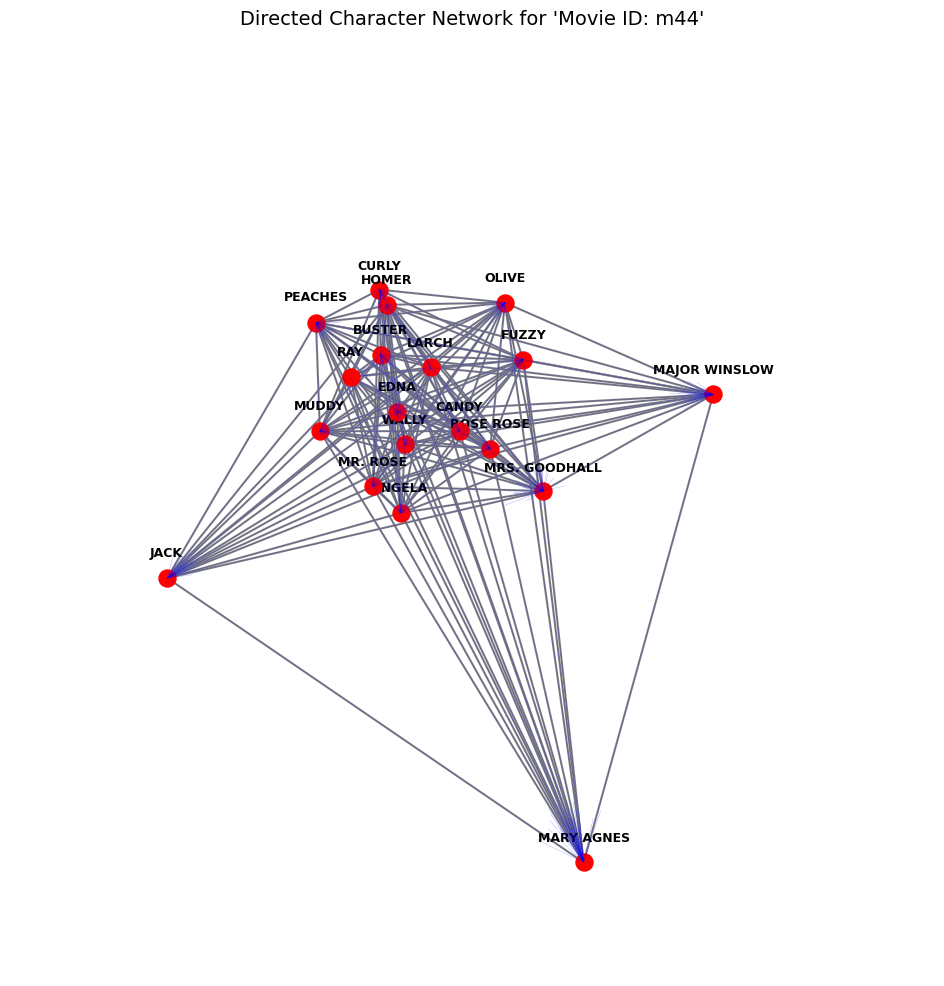 Directed Character Network for 'Movie ID: m44'
CURLY
HOMER
OLIVE
PEACHES
BUSTER
FUZZY
LARCH
RAY
MAJOR WINSLOW
EDNA
MUDDY
CANDY
WALLY
ROSE ROSE
MR. ROSE
MRS. GOODHALL
ANGELA
JACK
MARY AGNES